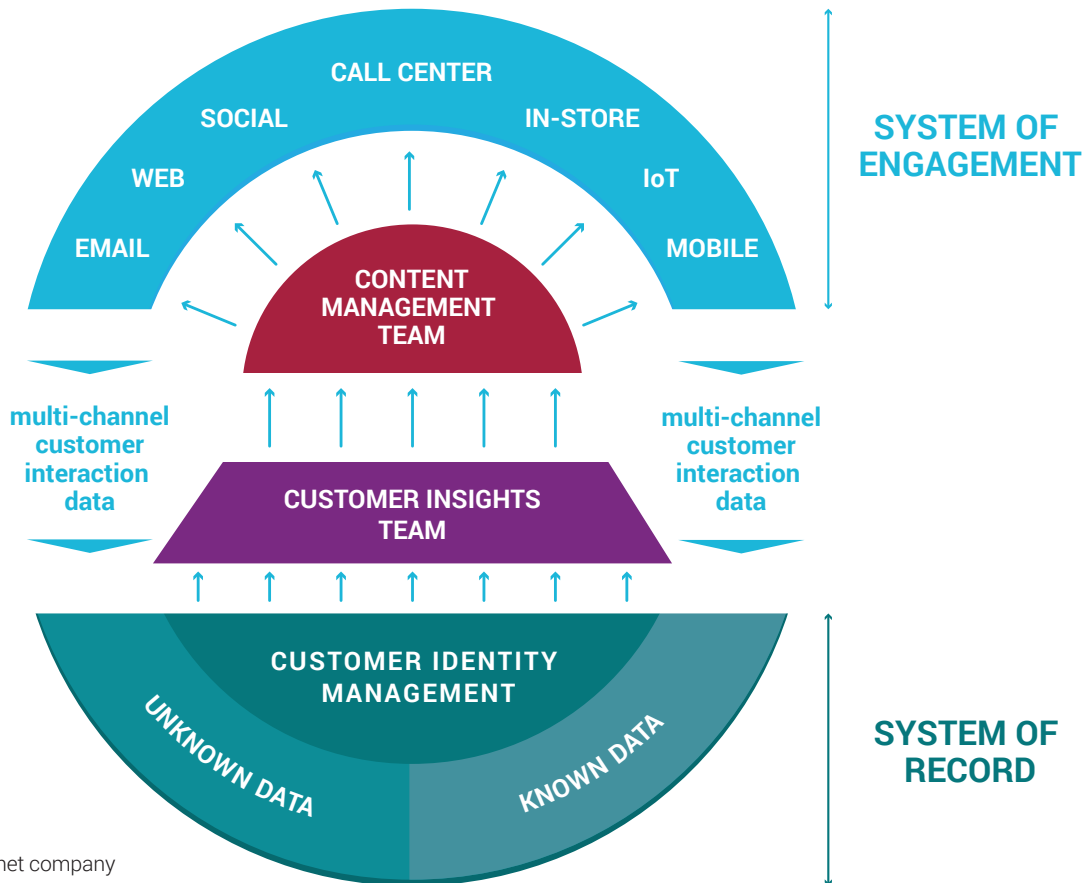 CALL CENTER
SOCIAL
IN-STORE
WEB
IoT
EMAIL
MOBILE
SYSTEM OF
ENGAGEMENT
CONTENT
MANAGEMENT
TEAM
multi-channel
customer
interaction
data
multi-channel
customer
interaction
data
CUSTOMER INSIGHTS
TEAM
CUSTOMER IDENTITY
MANAGEMENT
UNKNOWN DATA
KNOWN DATA
SYSTEM OF
RECORD
net company